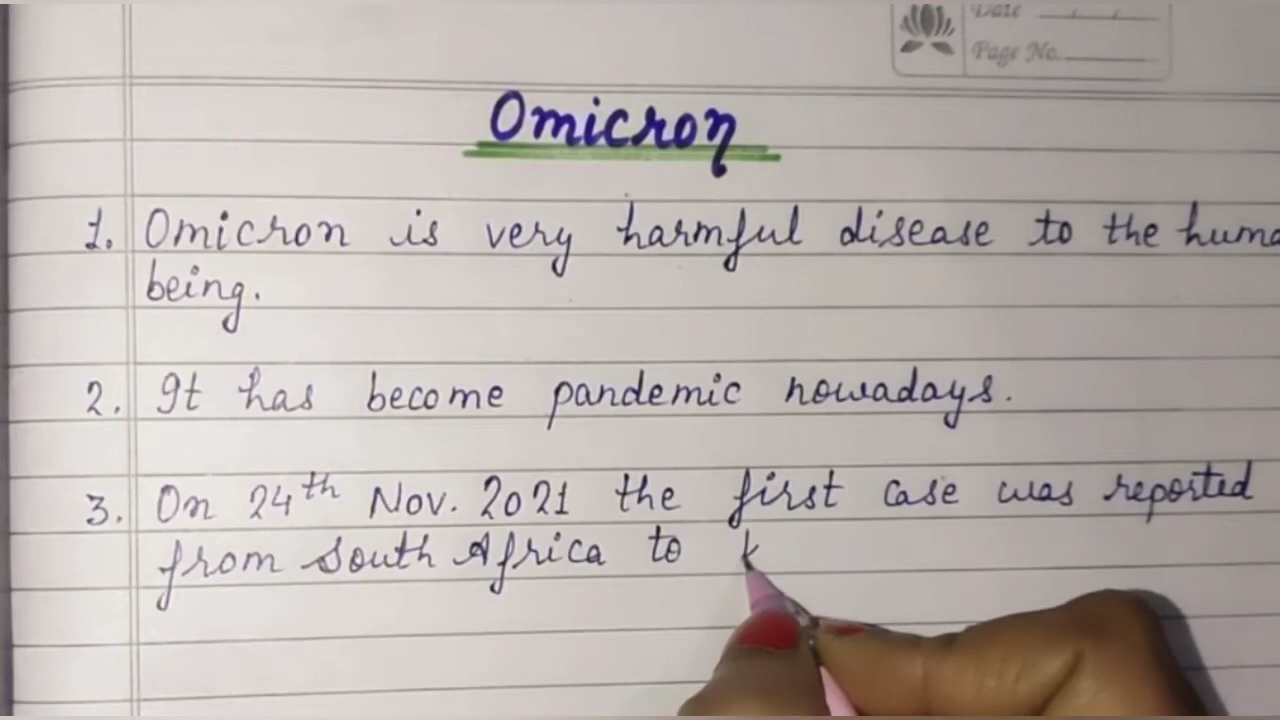 Date
Page No.
Omicron
1. Omicron is very harmful disease to the huma
being.
2. It has become pandemic nowadays.
3. On 24th Nov. 2021 the first case was reported
from South Africa to